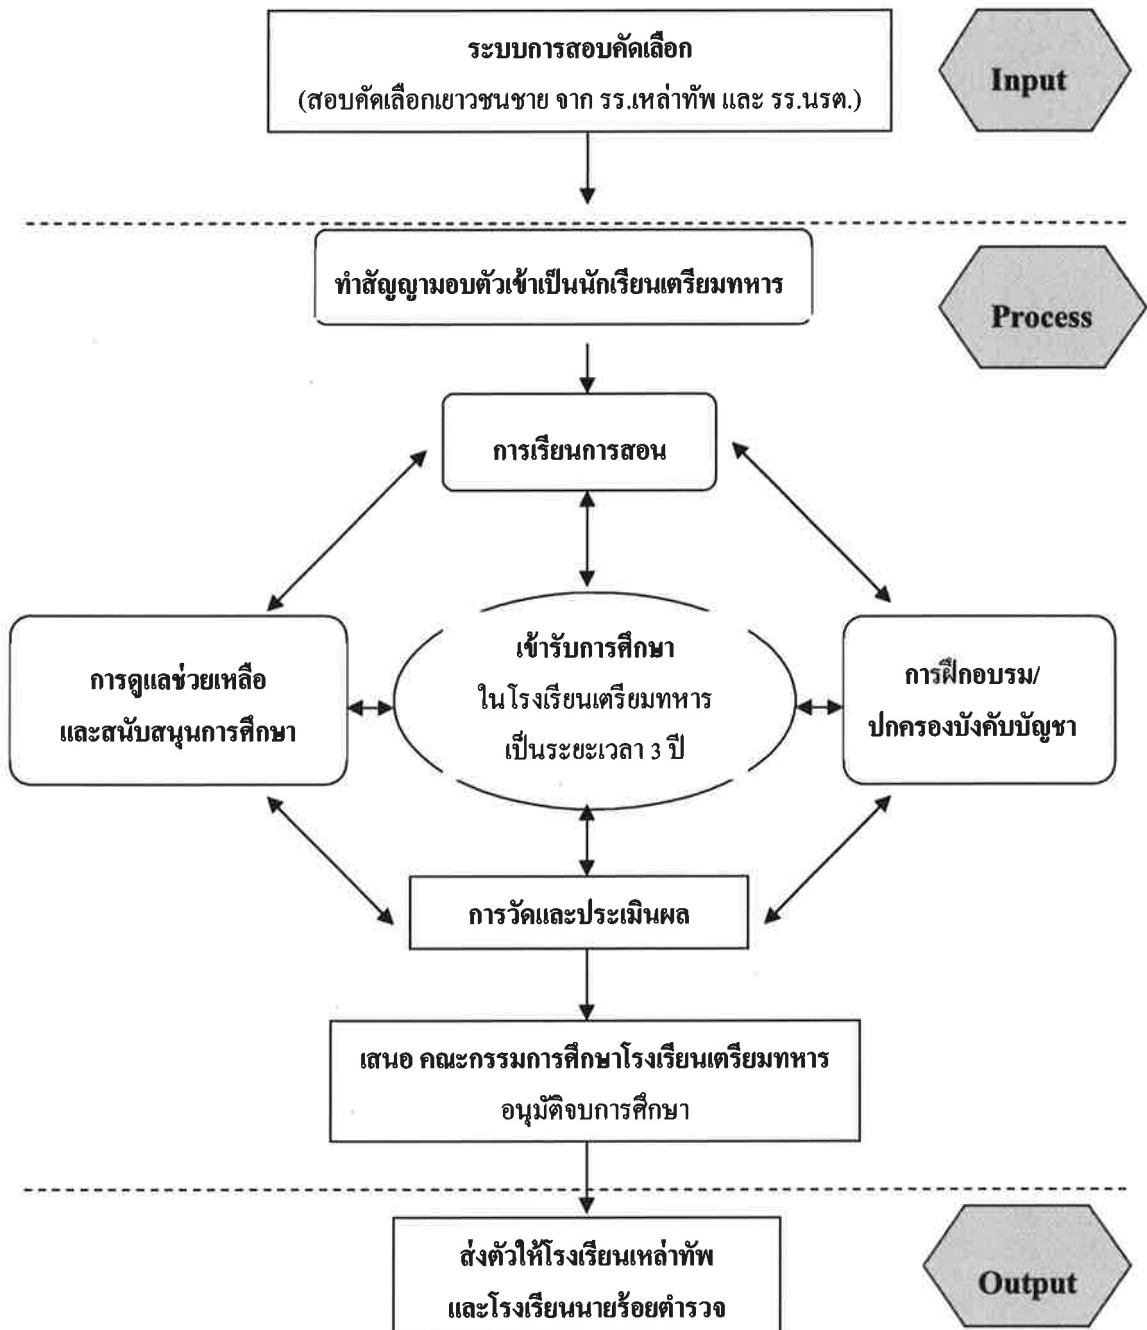 ระบบการสอบคัดเลือก
(สอบคัดเลือกเยาวชนชาย จาก รร.เหล่าทัพ และ รร.นรต.)
Input
ทำสัญญามอบตัวเข้าเป็นนักเรียนเตรียมทหาร
Process
การเรียนการสอน
การดูแลช่วยเหลือ
และสนับสนุนการศึกษา
เข้ารับการศึกษา
ในโรงเรียนเตรียมทหาร
เป็นระยะเวลา 3 ปี
การฝึกอบรม/
ปกครองบังคับบัญชา
การวัดและประเมินผล
เสนอ คณะกรรมการศึกษาโรงเรียนเตรียมทหาร
อนุมัติจบการศึกษา
ส่งตัวให้โรงเรียนเหล่าทัพ
และโรงเรียนนายร้อยตำรวจ
Output